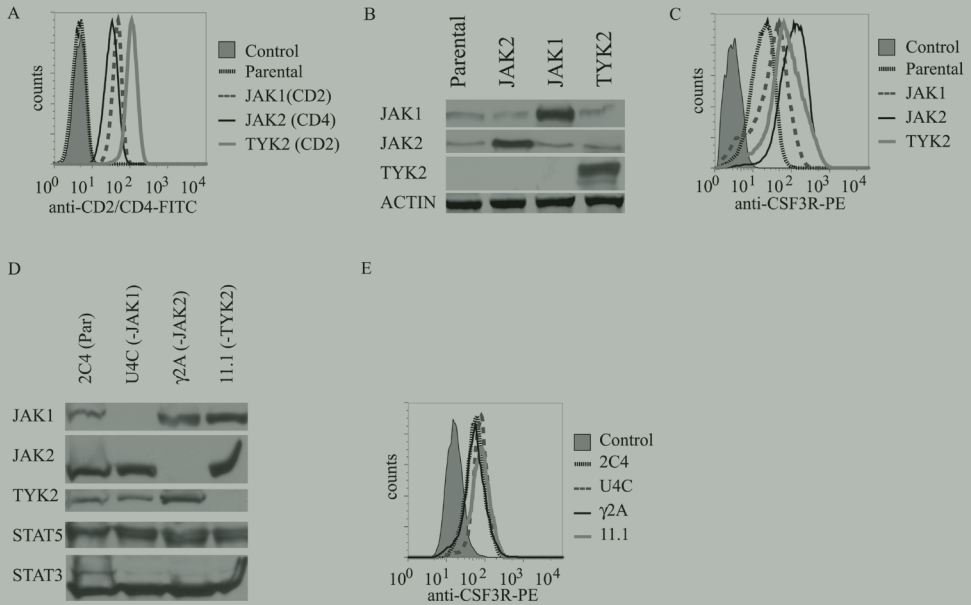 A
counts
10^0 10^1 10^2 10^3 10^4
anti-CD2/CD4-FITC
Control
Parental
JAK1(CD2)
JAK2 (CD4)
TYK2 (CD2)
B
Parental
JAK2
JAK1
TYK2
JAK1
JAK2
TYK2
ACTIN
C
counts
10^0 10^1 10^2 10^3 10^4
anti-CSF3R-PE
Control
Parental
JAK1
JAK2
TYK2
D
2C4 (Par)
U4C (-JAK1)
γ2A (-JAK2)
11.1 (-TYK2)
JAK1
JAK2
TYK2
STAT5
STAT3
E
counts
10^0 10^1 10^2 10^3 10^4
anti-CSF3R-PE
Control
2C4
U4C
γ2A
11.1